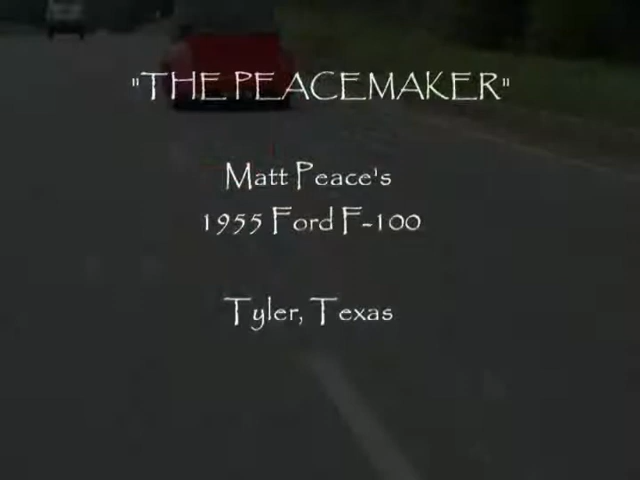 "THE PEACEMAKER"
Matt Peace's
1955 Ford F-100
Tyler, Texas